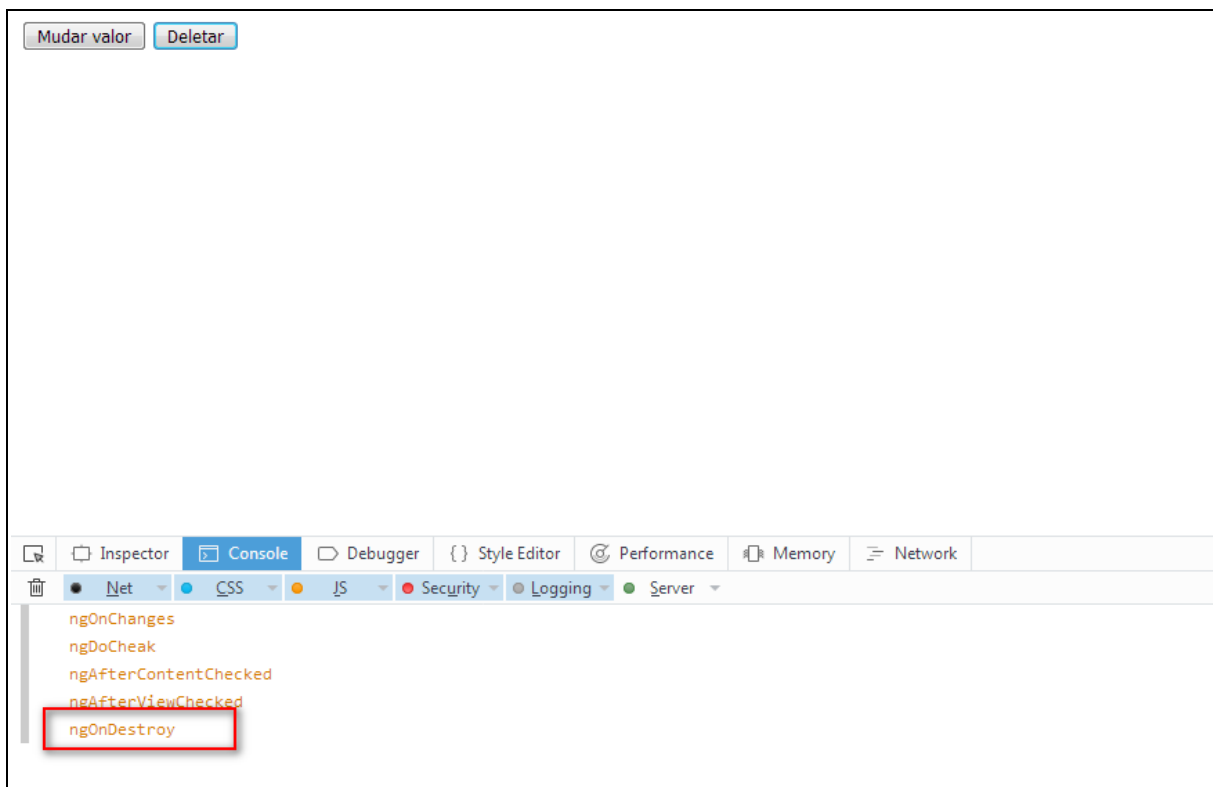 Mudar valor Deletar
Inspector Console Debugger { } Style Editor Performance Memory Network
Net CSS JS Security Logging Server
ngOnChanges
ngDoCheak
ngAfterContentChecked
ngAfterViewChecked
ngOnDestroy